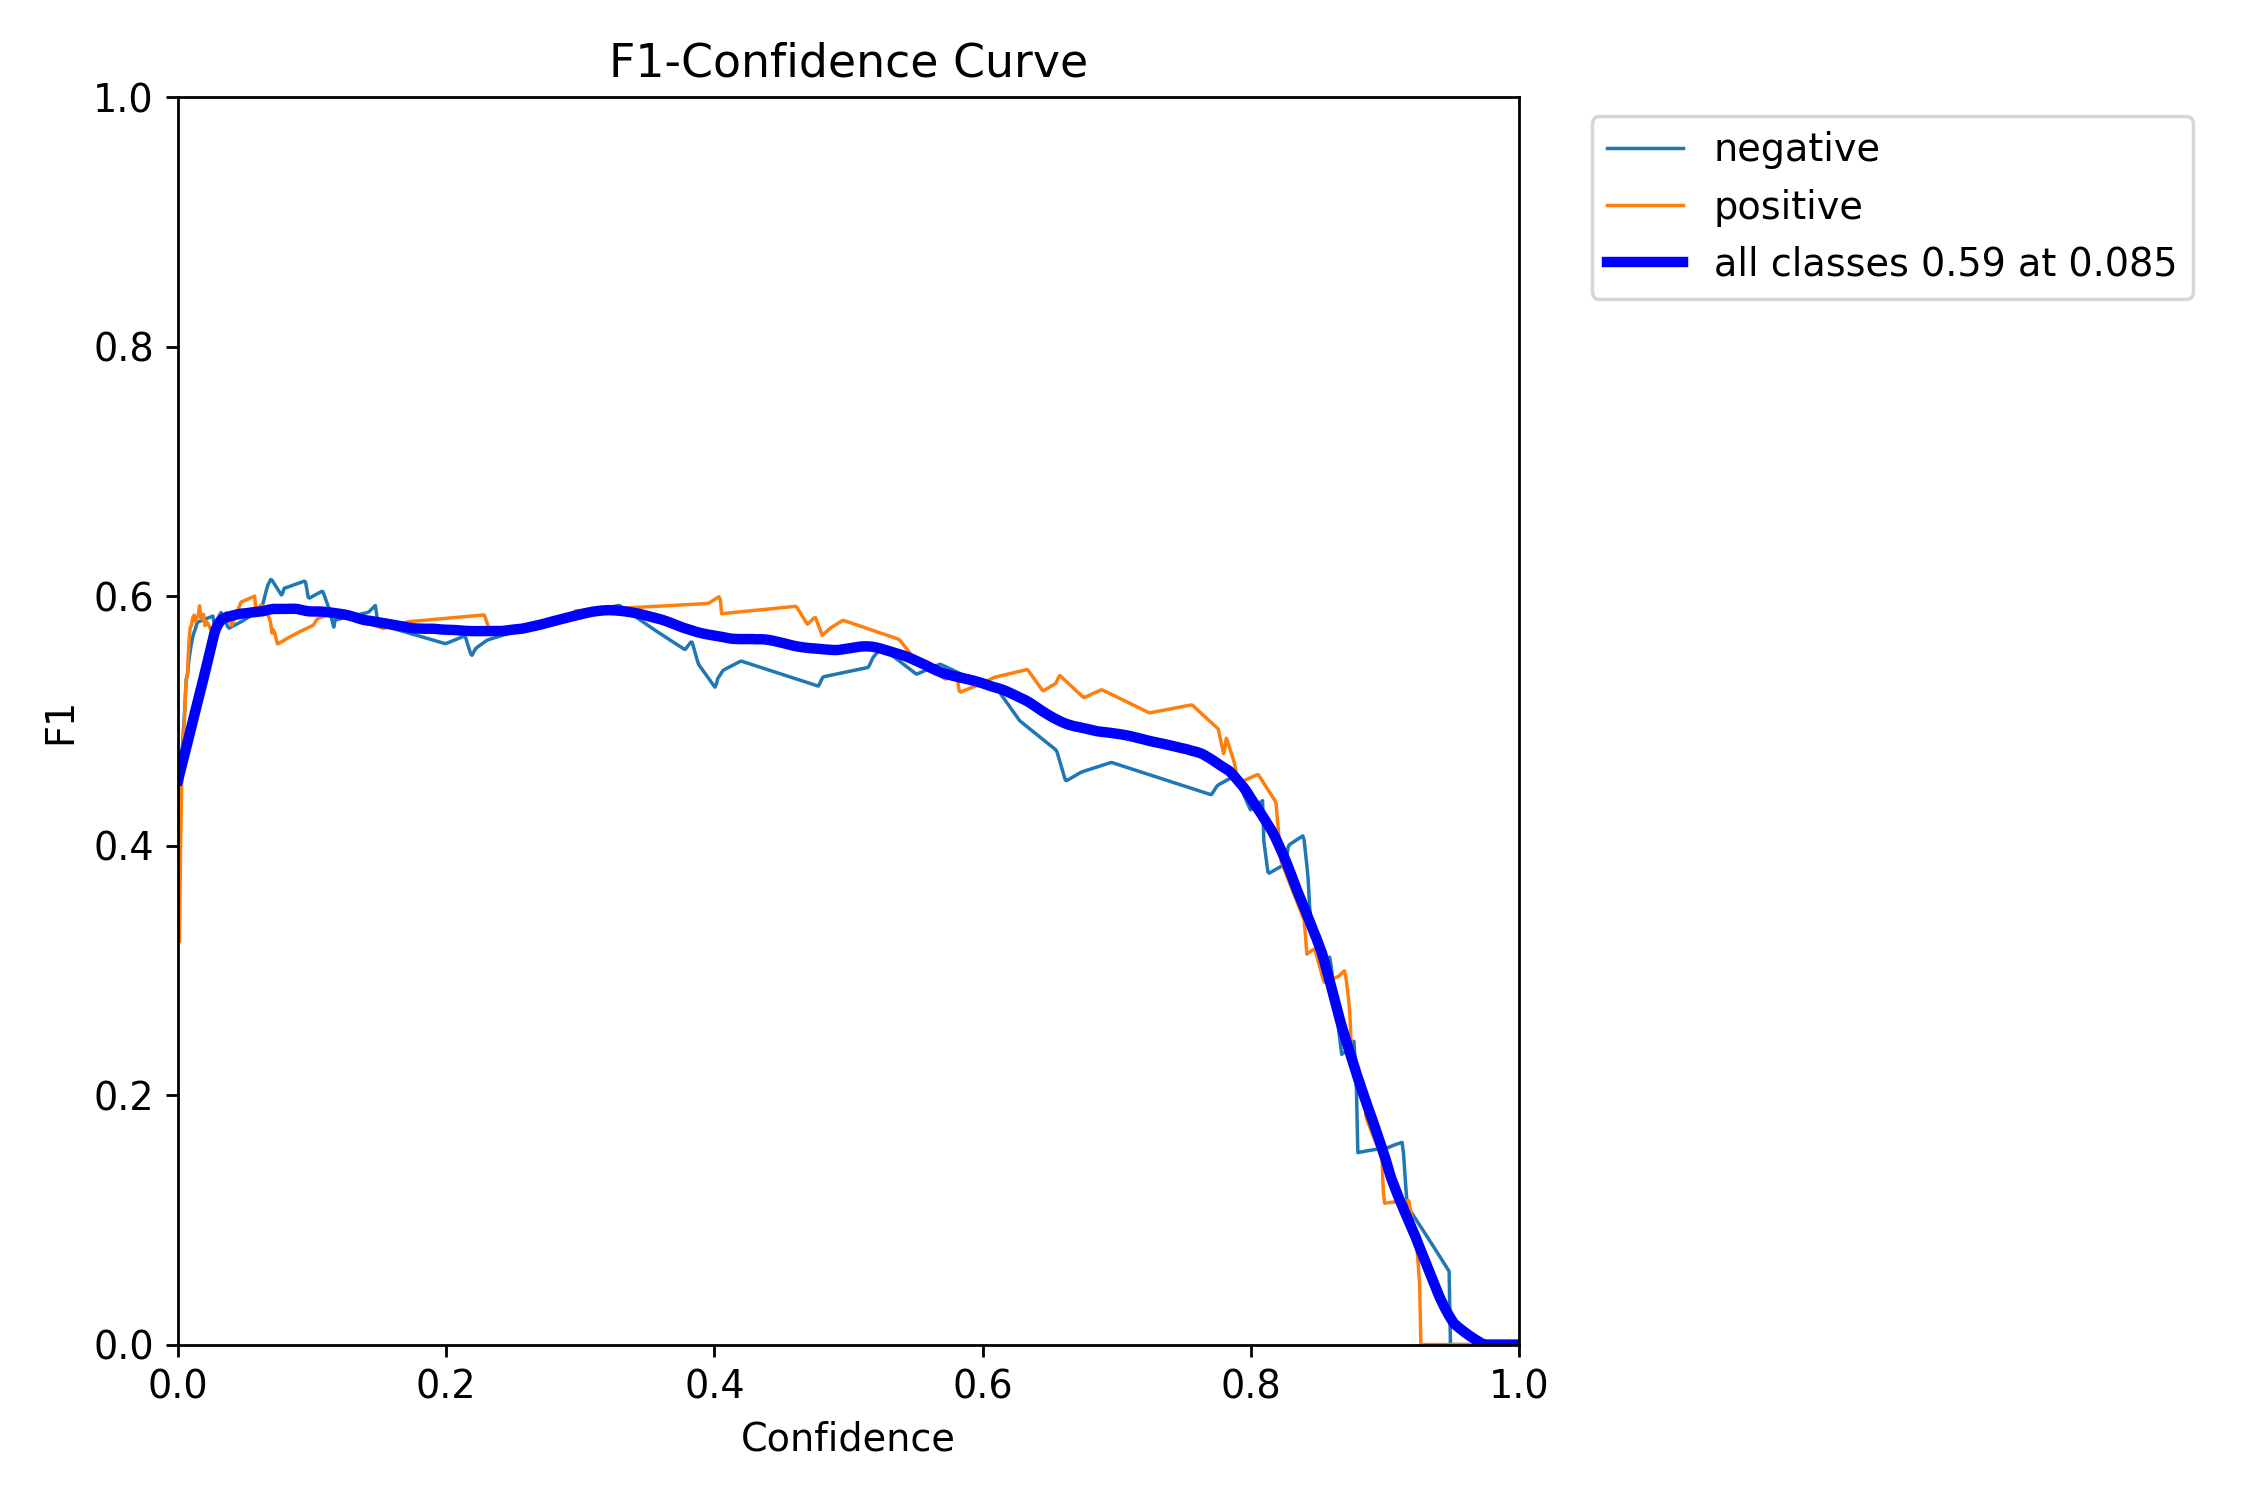 F1-Confidence Curve
1.0
0.8
0.6
0.4
0.2
0.0
F1
0.0 0.2 0.4 0.6 0.8 1.0
Confidence
negative
positive
all classes 0.59 at 0.085